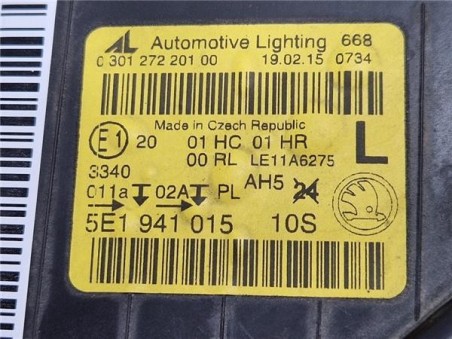 AL Automotive Lighting 668
0 301 272 201 00 19.02.15 0734
Made in Czech Republic
E1 20 01 HC 01 HR
00 RL LE11A6275 L
3340
011a 02A PL AH5 24
5E1 941 015 10S